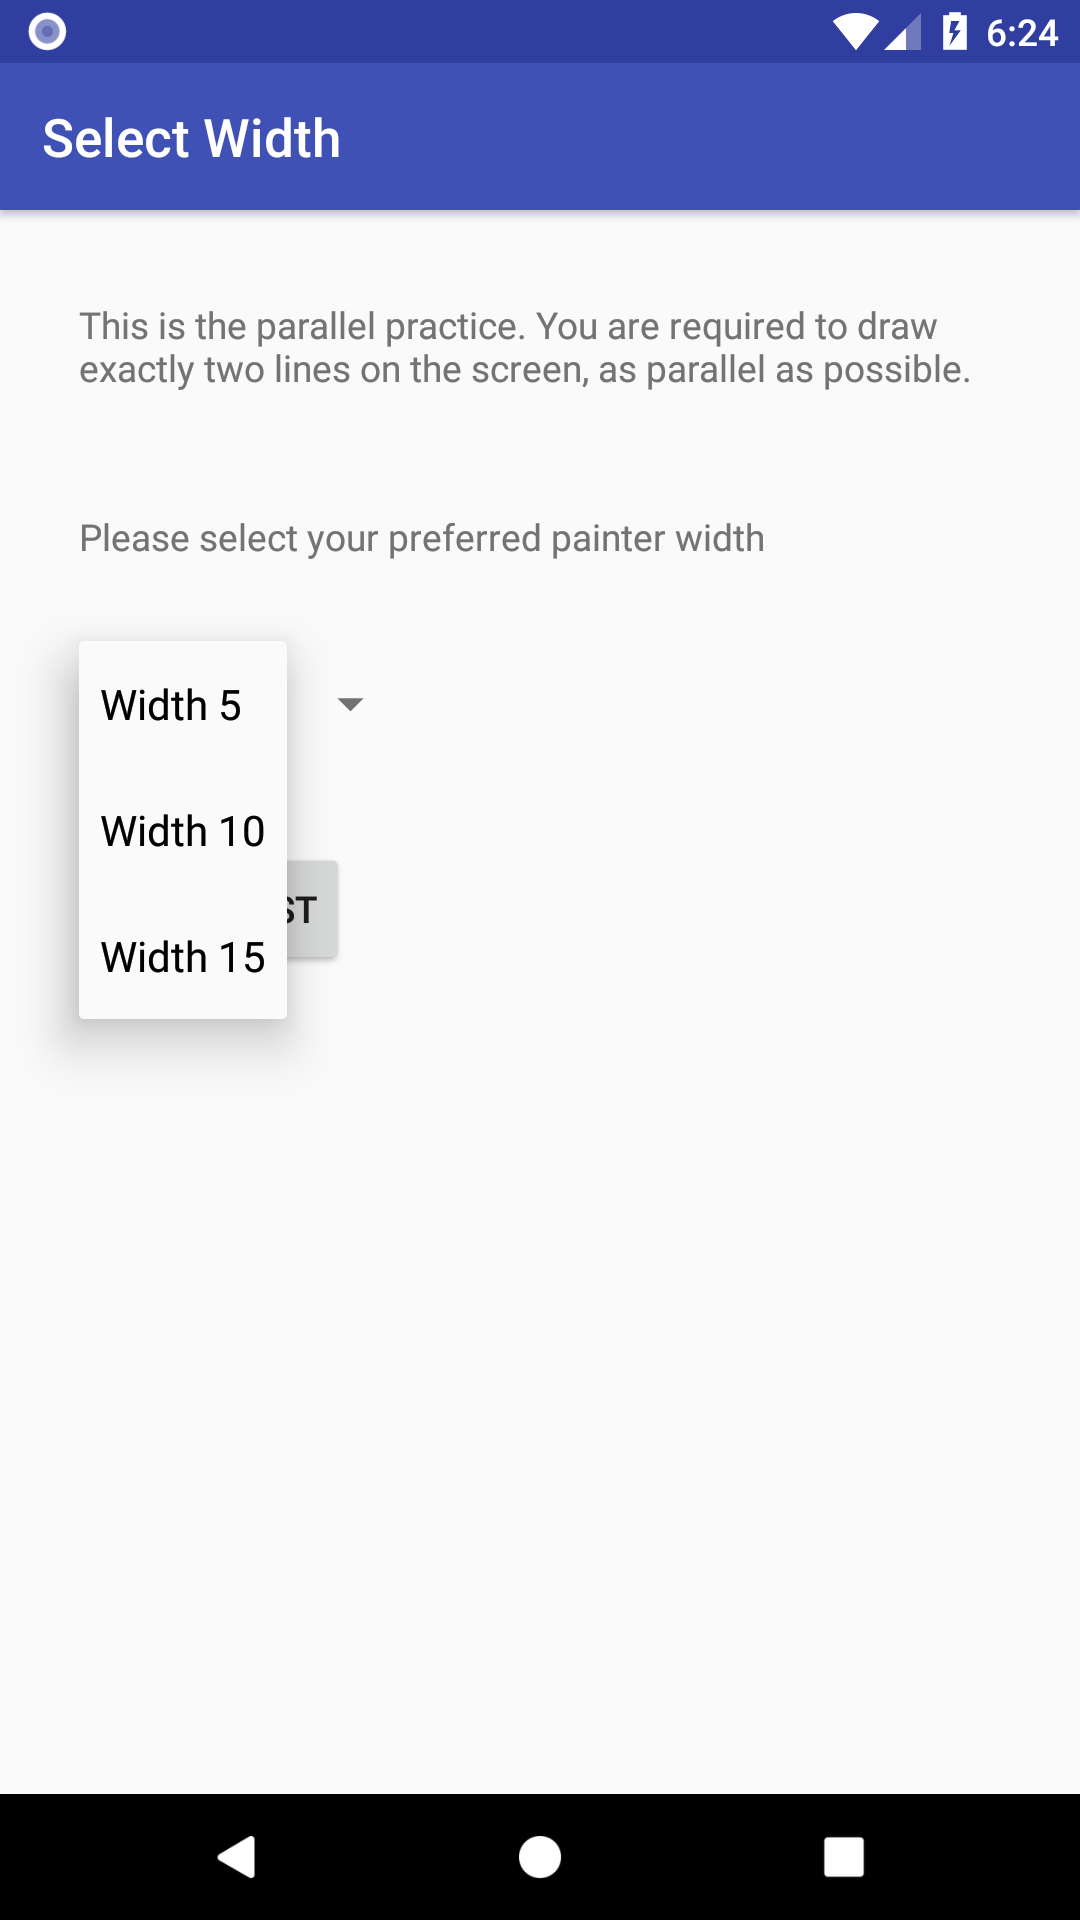 6:24
Select Width
This is the parallel practice. You are required to draw
exactly two lines on the screen, as parallel as possible.
Please select your preferred painter width
Width 5
Width 10
ST
Width 15